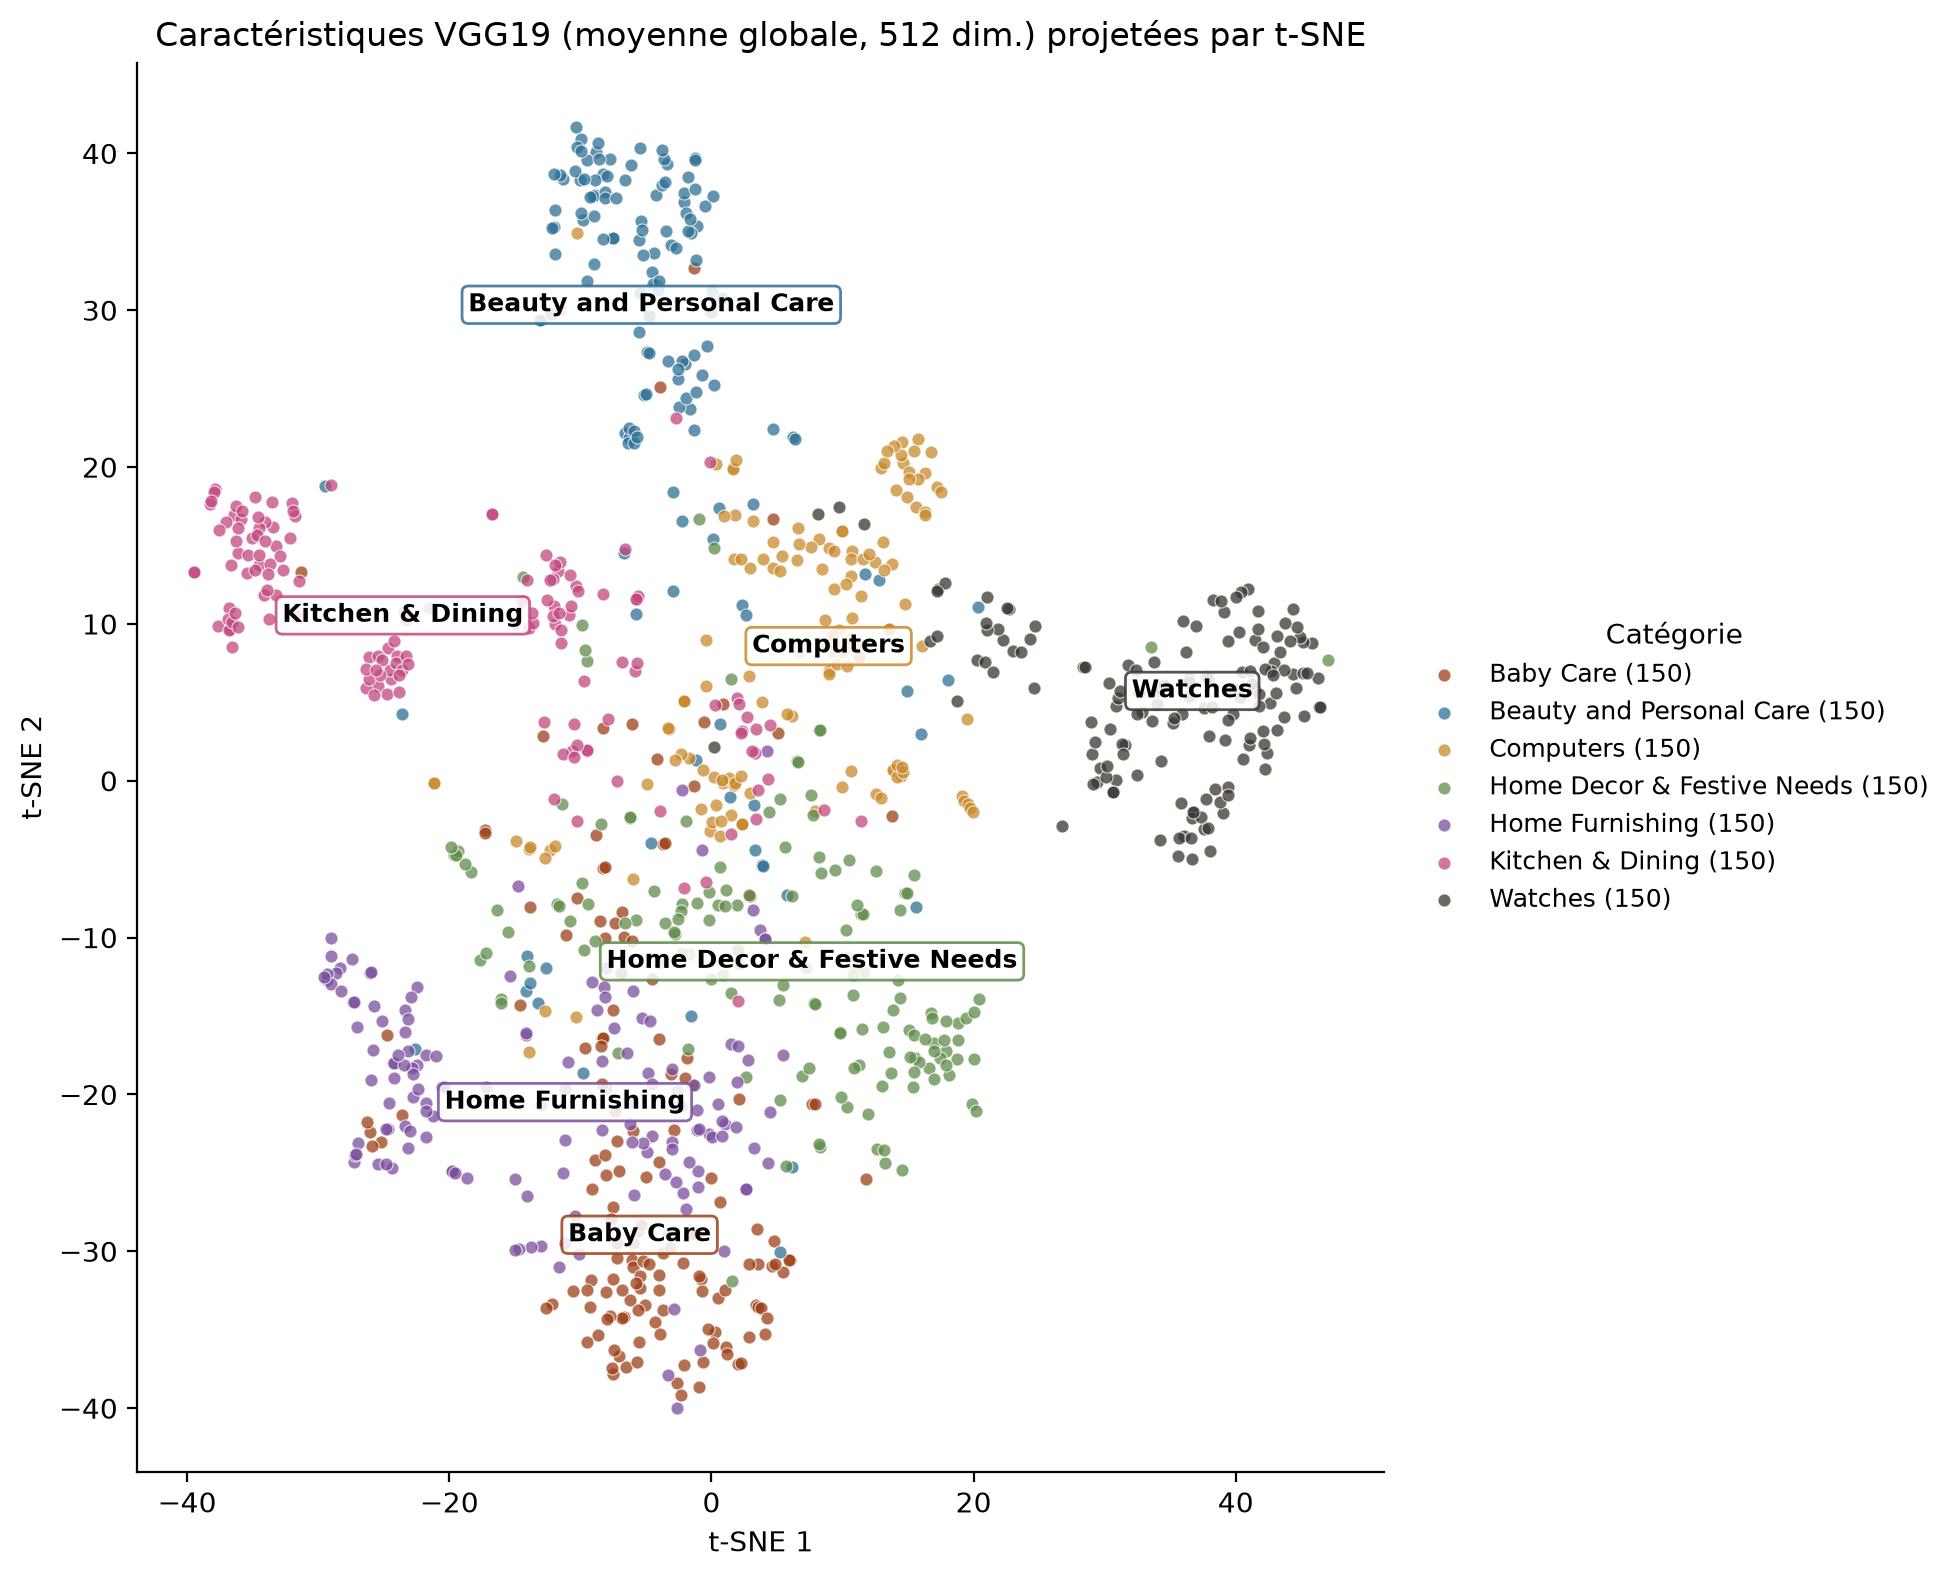 Caractéristiques VGG19 (moyenne globale, 512 dim.) projetées par t-SNE
t-SNE 2
40
30
20
10
0
−10
−20
−30
−40
Beauty and Personal Care
Kitchen & Dining
Computers
Watches
Home Decor & Festive Needs
Home Furnishing
Baby Care
−40
−20
0
20
40
t-SNE 1
Catégorie
Baby Care (150)
Beauty and Personal Care (150)
Computers (150)
Home Decor & Festive Needs (150)
Home Furnishing (150)
Kitchen & Dining (150)
Watches (150)